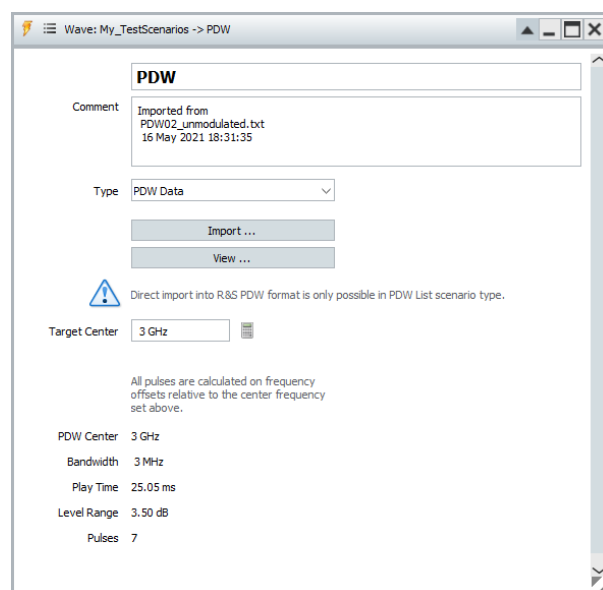 Wave: My_TestScenarios -> PDW
PDW
Comment
Imported from
PDW02_unmodulated.txt
16 May 2021 18:31:35
Type PDW Data
Import ...
View ...
Direct import into R&S PDW format is only possible in PDW List scenario type.
Target Center 3 GHz
All pulses are calculated on frequency
offsets relative to the center frequency
set above.
PDW Center 3 GHz
Bandwidth 3 MHz
Play Time 25.05 ms
Level Range 3.50 dB
Pulses 7